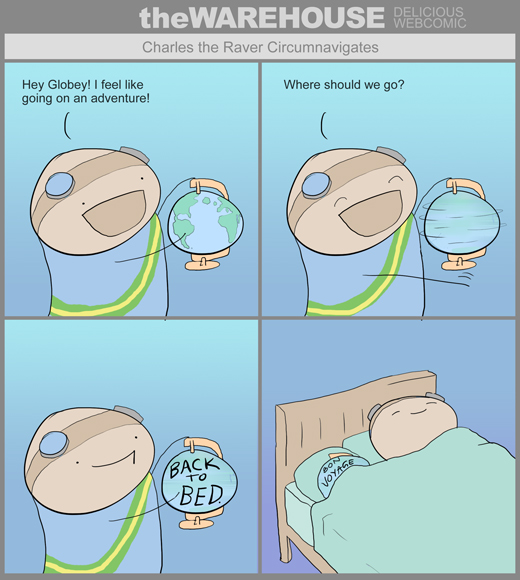 theWAREHOUSE DELICIOUS
WEBCOMIC
Charles the Raver Circumnavigates
Hey Globey! I feel like
going on an adventure!
Where should we go?
BACK
TO
BED.
BON
VOYAGE